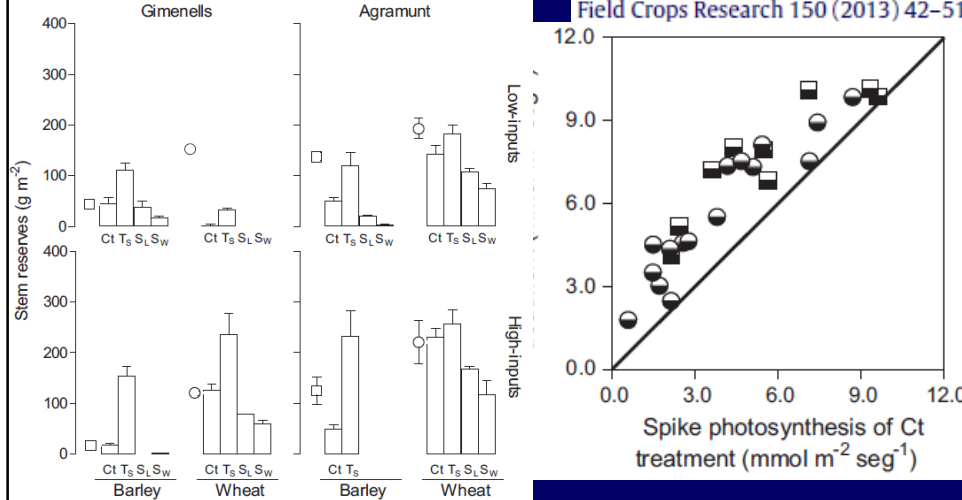 Gimenells
Agramunt
Stem reserves (g m-2)
400
300
200
100
0
Ct TS SL SW
Ct TS SL SW
Ct TS SL SW
Ct TS SL SW
Low-inputs
400
300
200
100
0
Ct TS SL SW
Ct TS SL SW
Ct TS
Ct TS SL SW
High-inputs
Barley
Wheat
Barley
Wheat
Field Crops Research 150 (2013) 42–51
12.0
9.0
6.0
3.0
0.0
0.0 3.0 6.0 9.0 12.0
Spike photosynthesis of Ct
treatment (mmol m-2 seg-1)